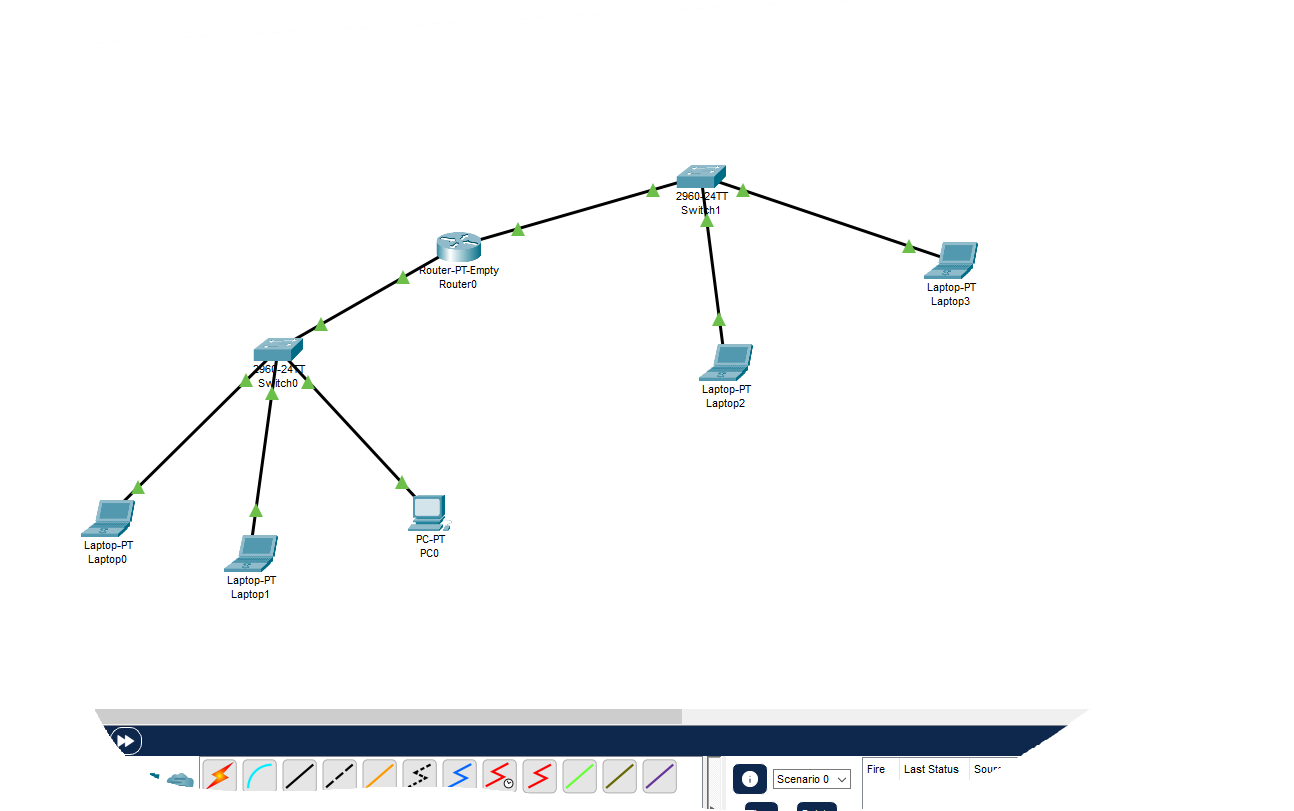 2960-24TT
Switch1
Router-PT-Empty
Router0
Laptop-PT
Laptop3
2960-24TT
Switch0
Laptop-PT
Laptop2
Laptop-PT
Laptop0
PC-PT
PC0
Laptop-PT
Laptop1
Scenario 0
Fire Last Status